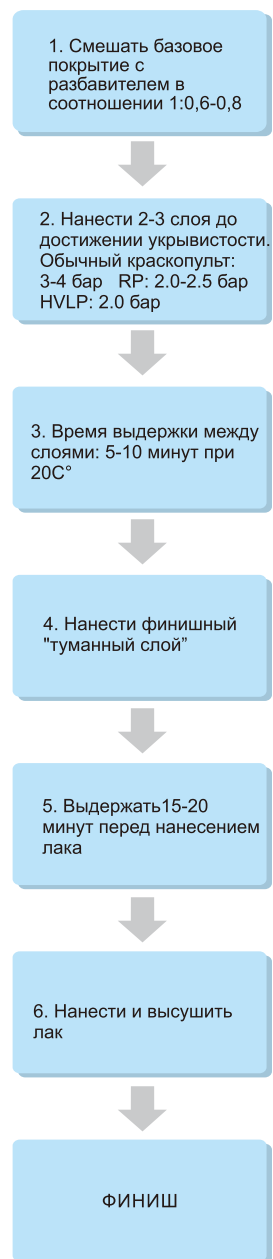 1. Смешать базовое
покрытие с
разбавителем в
соотношении 1:0,6-0,8
2. Нанести 2-3 слоя до
достижении укрывистости.
Обычный краскопульт:
3-4 бар RP: 2.0-2.5 бар
HVLP: 2.0 бар
3. Время выдержки между
слоями: 5-10 минут при
20C°
4. Нанести финишный
"туманный слой”
5. Выдержать15-20
минут перед нанесением
лака
6. Нанести и высушить
лак
ФИНИШ